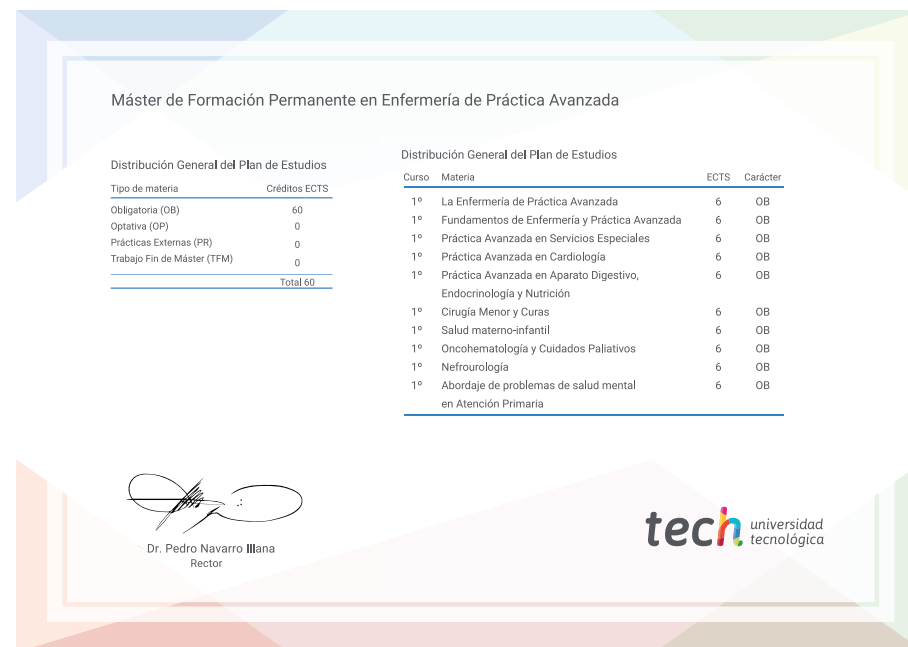 Máster de Formación Permanente en Enfermería de Práctica Avanzada
Distribución General del Plan de Estudios
Tipo de materia Créditos ECTS
Obligatoria (OB) 60
Optativa (OP) 0
Prácticas Externas (PR) 0
Trabajo Fin de Máster (TFM) 0
Total 60
Distribución General del Plan de Estudios
Curso Materia ECTS Carácter
1º La Enfermería de Práctica Avanzada 6 OB
1º Fundamentos de Enfermería y Práctica Avanzada 6 OB
1º Práctica Avanzada en Servicios Especiales 6 OB
1º Práctica Avanzada en Cardiología 6 OB
1º Práctica Avanzada en Aparato Digestivo, 6 OB
Endocrinología y Nutrición
1º Cirugía Menor y Curas 6 OB
1º Salud materno-infantil 6 OB
1º Oncohematología y Cuidados Paliativos 6 OB
1º Nefrourología 6 OB
1º Abordaje de problemas de salud mental 6 OB
en Atención Primaria
Dr. Pedro Navarro Illana
Rector
tech universidad
tecnológica